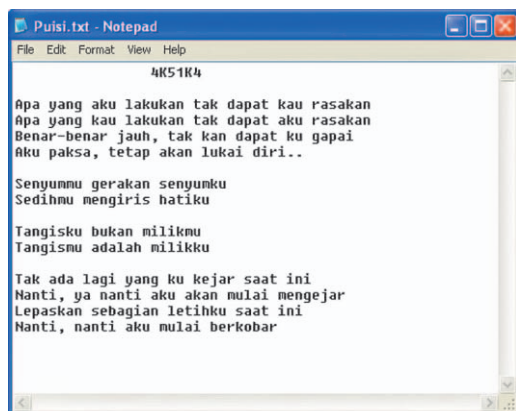 Puisi.txt - Notepad
File Edit Format View Help
4K51K4
Apa yang aku lakukan tak dapat kau rasakan
Apa yang kau lakukan tak dapat aku rasakan
Benar-benar jauh, tak kan dapat ku gapai
Aku paksa, tetap akan lukai diri..
Senyummu gerakan senyumku
Sedihmu mengiris hatiku
Tangisku bukan milikmu
Tangismu adalah milikku
Tak ada lagi yang ku kejar saat ini
Nanti, ya nanti aku akan mulai mengejar
Lepaskan sebagian letihku saat ini
Nanti, nanti aku mulai berkobar